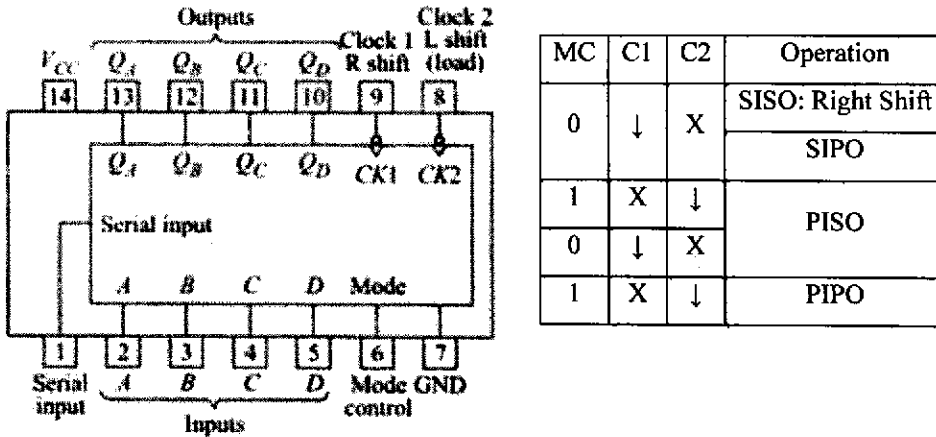 Outputs
Clock 2
Clock 1 L shift
R shift (load)
V_CC Q_A Q_B Q_C Q_D
14 13 12 11 10 9 8
Q_A Q_B Q_C Q_D CK1 CK2
Serial input
A B C D Mode
1 2 3 4 5 6 7
Serial A B C D Mode GND
input control
Inputs
MC C1 C2 Operation
0 ↓ X SISO: Right Shift
SIPO
1 X ↓ PISO
0 ↓ X
1 X ↓ PIPO